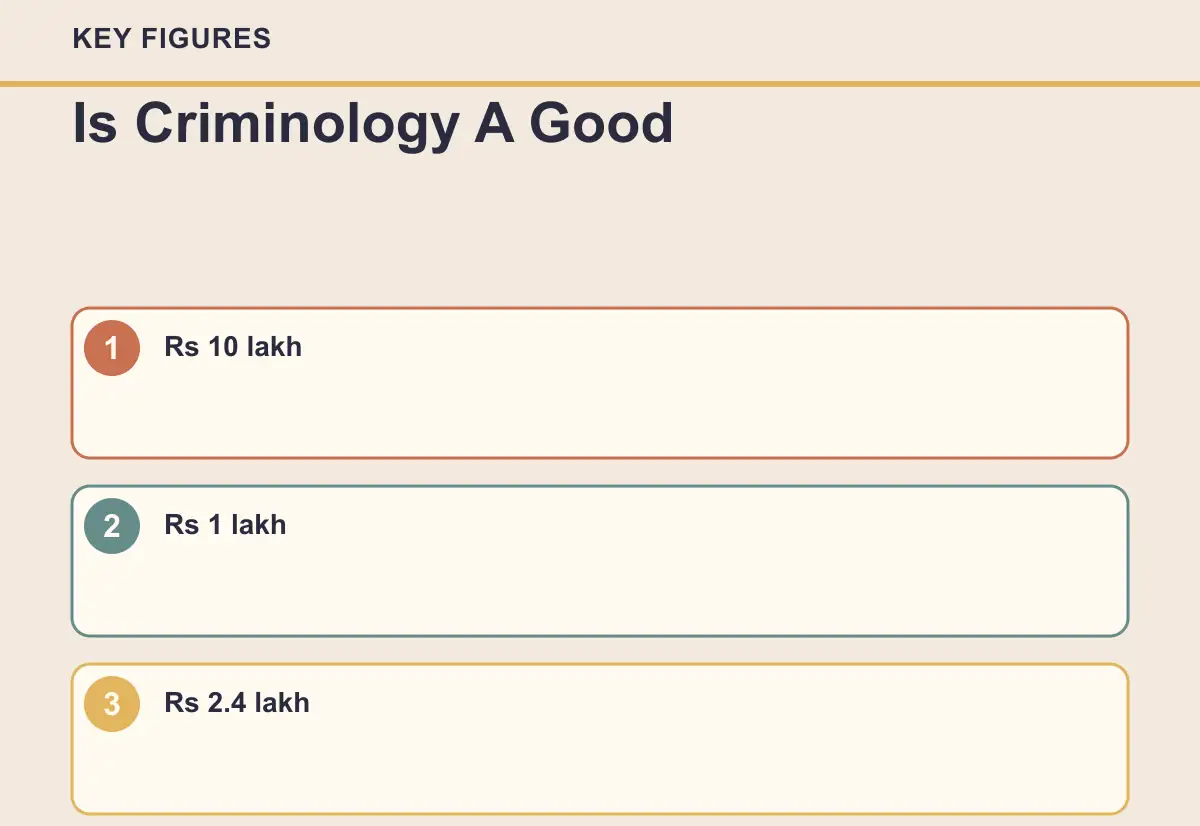 KEY FIGURES
Is Criminology A Good
1 Rs 10 lakh
2 Rs 1 lakh
3 Rs 2.4 lakh